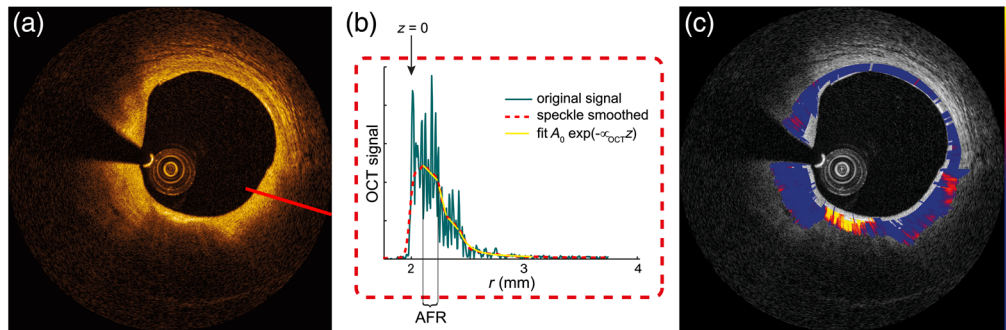 (a)
(b)
(c)
z = 0
original signal
speckle smoothed
fit A₀ exp(-∝OCTz)
OCT signal
2
3
4
r (mm)
AFR